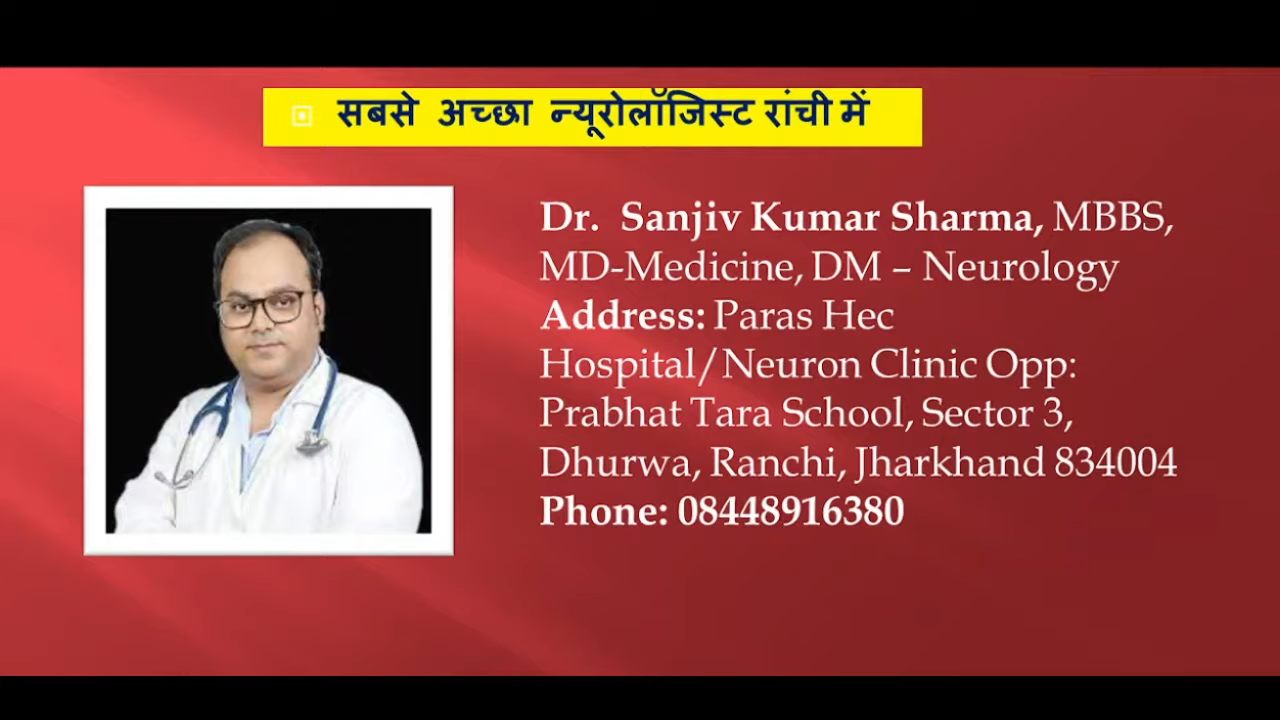 सबसे अच्छा न्यूरोलॉजिस्ट रांची में
Dr. Sanjiv Kumar Sharma, MBBS,
MD-Medicine, DM – Neurology
Address: Paras Hec
Hospital/Neuron Clinic Opp:
Prabhat Tara School, Sector 3,
Dhurwa, Ranchi, Jharkhand 834004
Phone: 08448916380